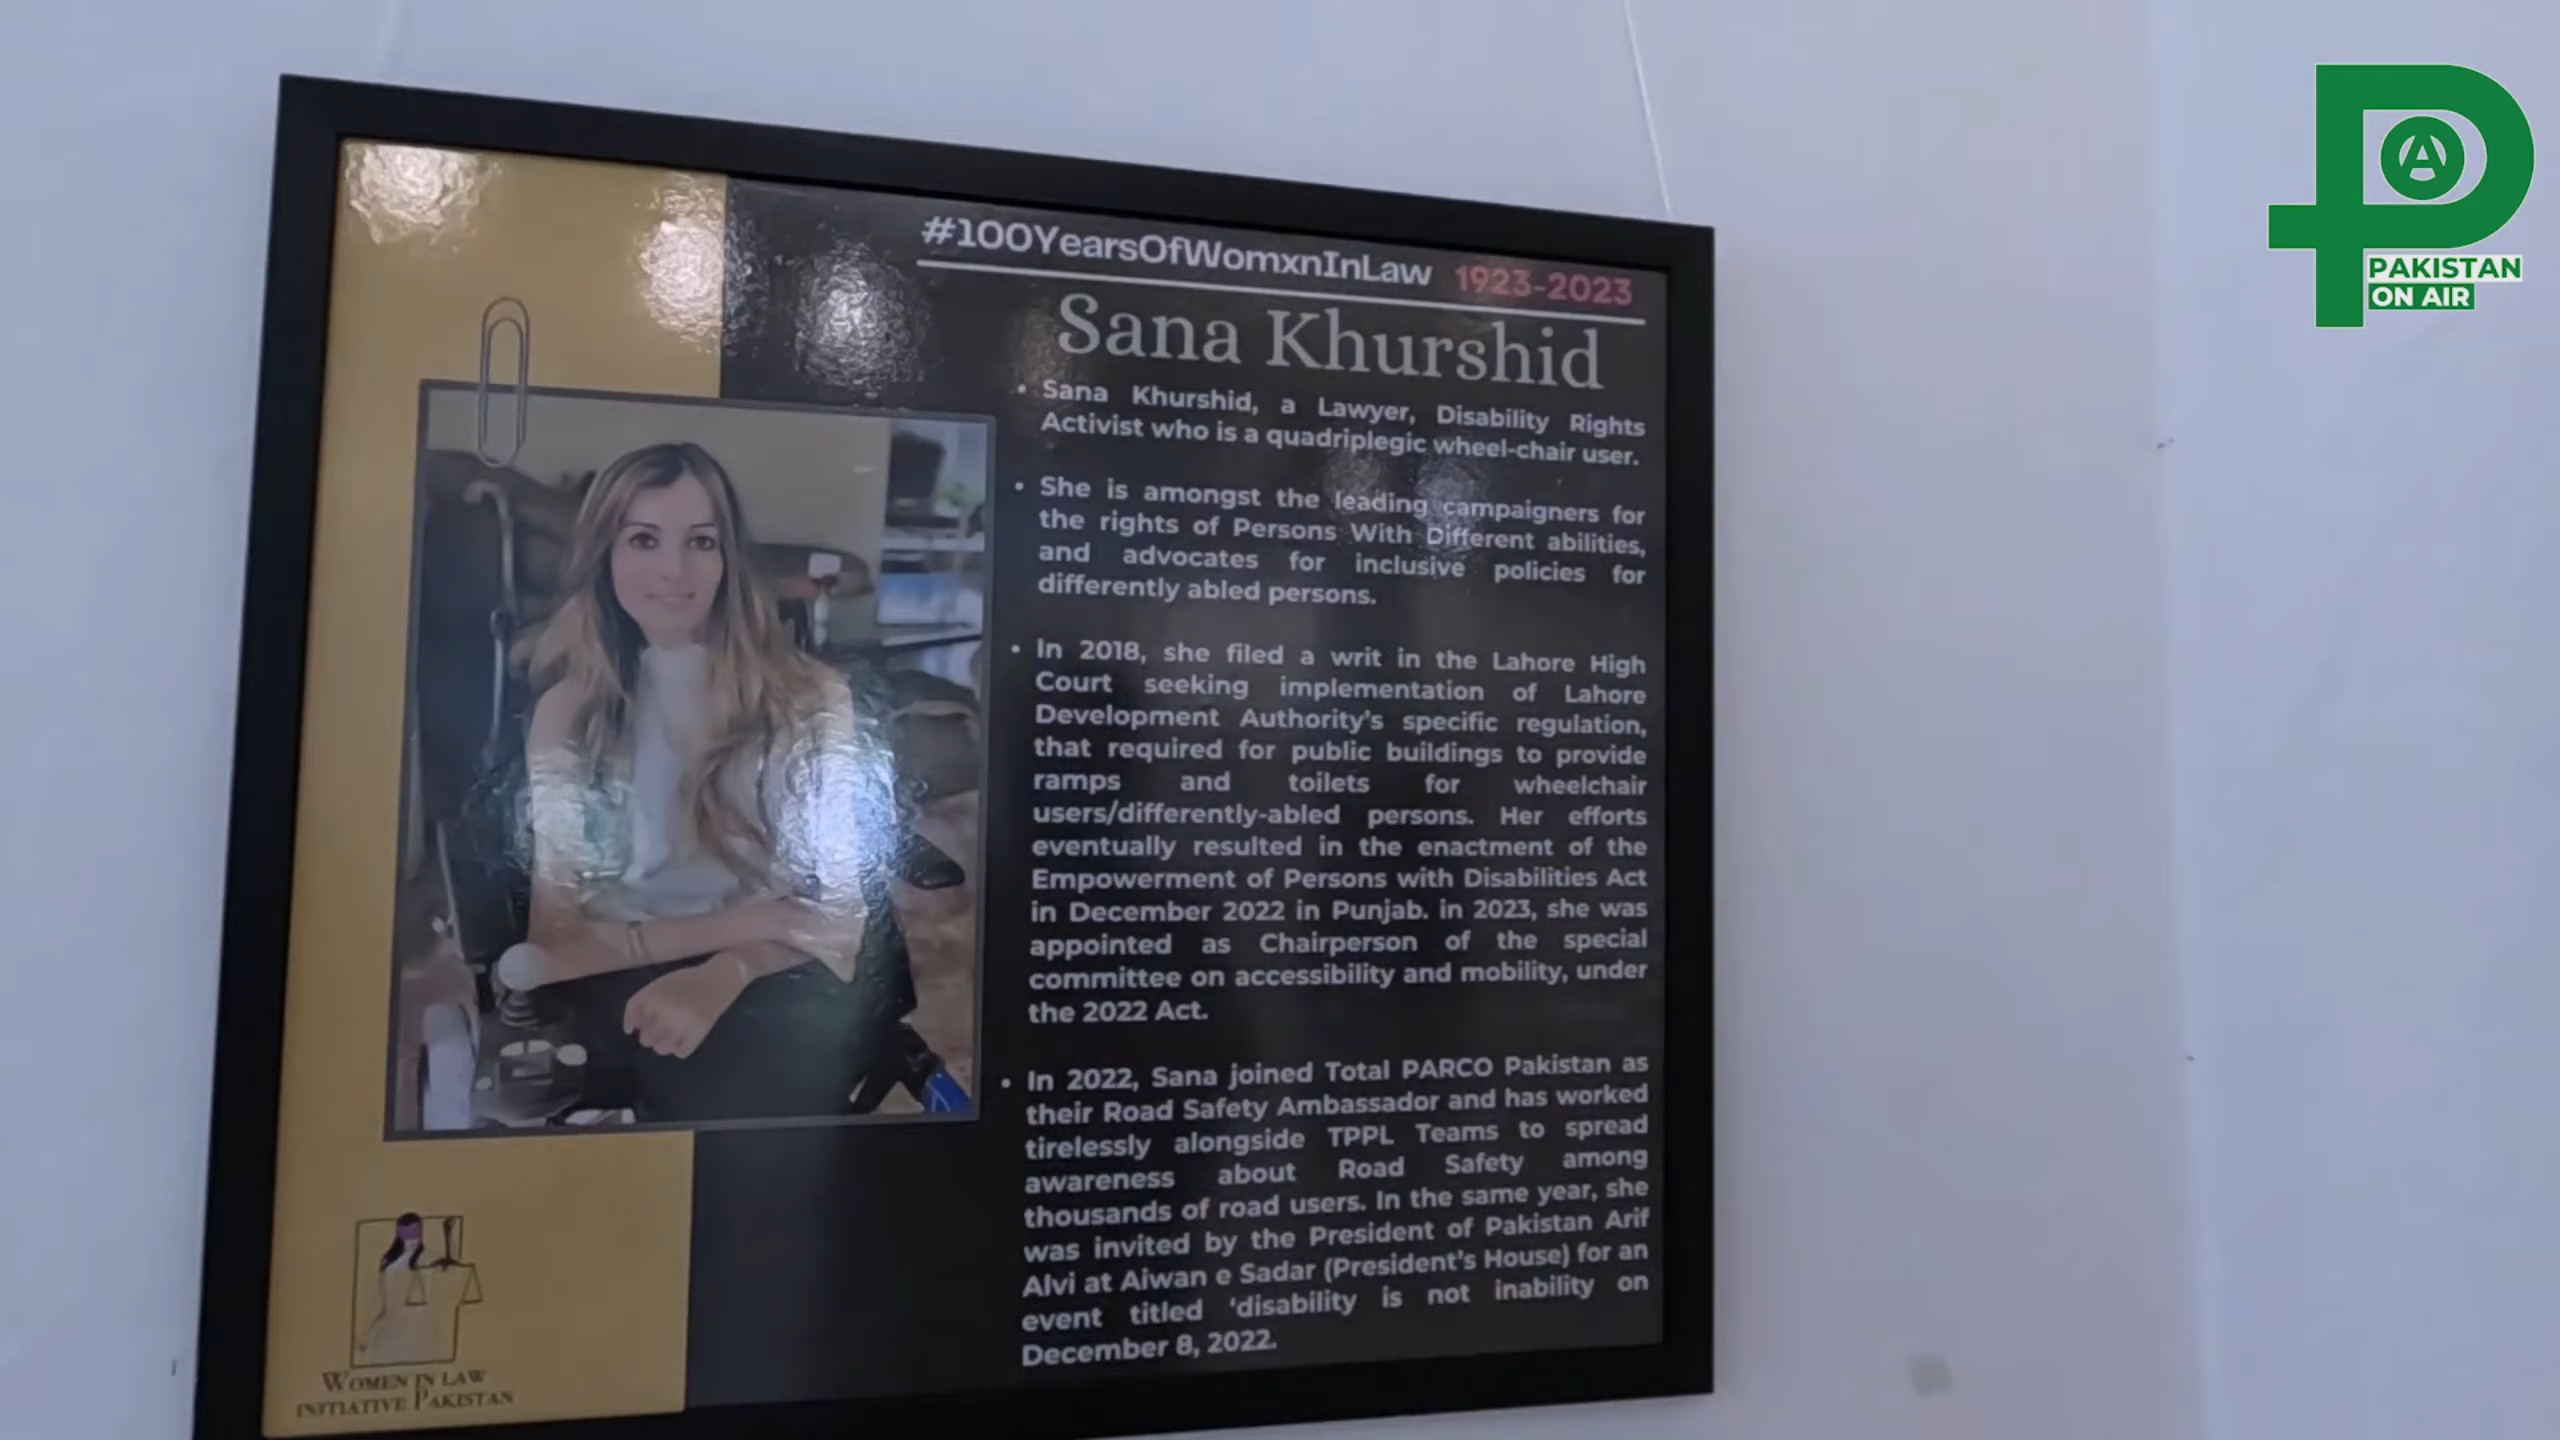 #100YearsOfWomxnInLaw 1923-2023
Sana Khurshid
• Sana Khurshid, a Lawyer, Disability Rights
Activist who is a quadriplegic wheel-chair user.
• She is amongst the leading campaigners for
the rights of Persons With Different abilities,
and advocates for inclusive policies for
differently abled persons.
• In 2018, she filed a writ in the Lahore High
Court seeking implementation of Lahore
Development Authority's specific regulation,
that required for public buildings to provide
ramps and toilets for wheelchair
users/differently-abled persons. Her efforts
eventually resulted in the enactment of the
Empowerment of Persons with Disabilities Act
in December 2022 in Punjab. in 2023, she was
appointed as Chairperson of the special
committee on accessibility and mobility, under
the 2022 Act.
• In 2022, Sana joined Total PARCO Pakistan as
their Road Safety Ambassador and has worked
tirelessly alongside TPPL Teams to spread
awareness about Road Safety among
thousands of road users. In the same year, she
was invited by the President of Pakistan Arif
Alvi at Aiwan e Sadar (President's House) for an
event titled 'disability is not inability on
December 8, 2022.
WOMEN IN LAW
INITIATIVE PAKISTAN
PAKISTAN
ON AIR